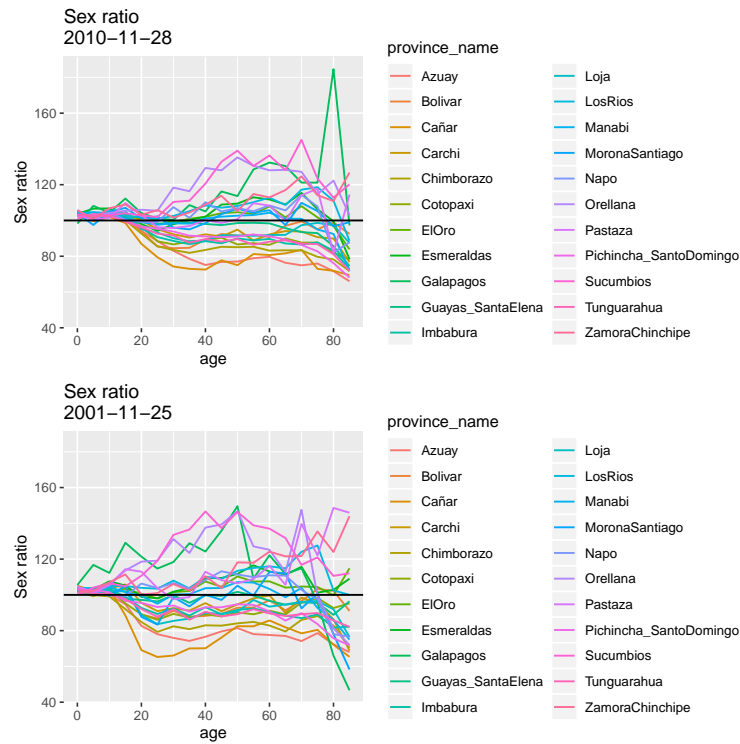 Sex ratio
2010−11−28
160
120
80
40
0
20
40
60
80
age
Sex ratio
province_name
Azuay
Bolivar
Cañar
Carchi
Chimborazo
Cotopaxi
ElOro
Esmeraldas
Galapagos
Guayas_SantaElena
Imbabura
Loja
LosRios
Manabi
MoronaSantiago
Napo
Orellana
Pastaza
Pichincha_SantoDomingo
Sucumbios
Tunguarahua
ZamoraChinchipe
Sex ratio
2001−11−25
160
120
80
40
0
20
40
60
80
age
Sex ratio
province_name
Azuay
Bolivar
Cañar
Carchi
Chimborazo
Cotopaxi
ElOro
Esmeraldas
Galapagos
Guayas_SantaElena
Imbabura
Loja
LosRios
Manabi
MoronaSantiago
Napo
Orellana
Pastaza
Pichincha_SantoDomingo
Sucumbios
Tunguarahua
ZamoraChinchipe